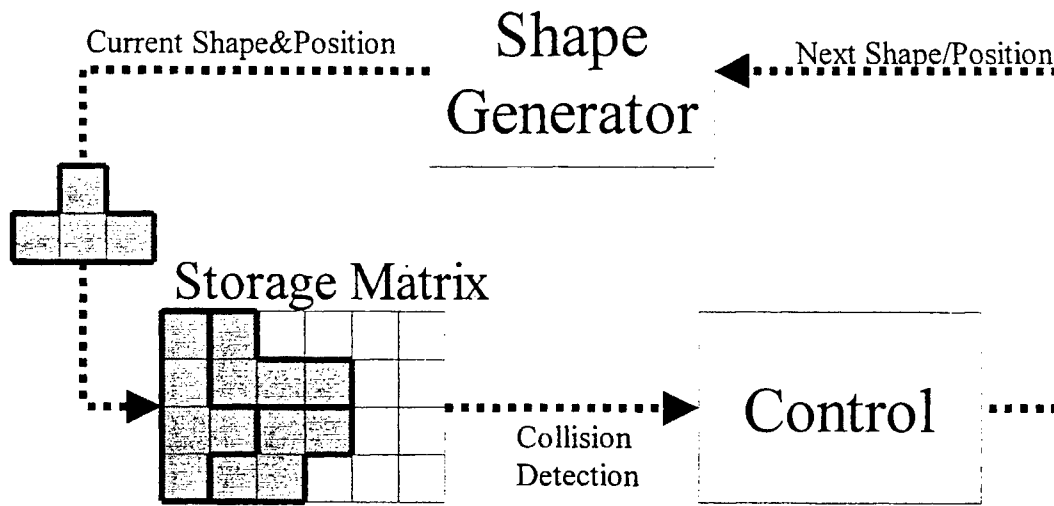 Current Shape&Position
Shape
Generator
Next Shape/Position
Storage Matrix
Collision
Detection
Control